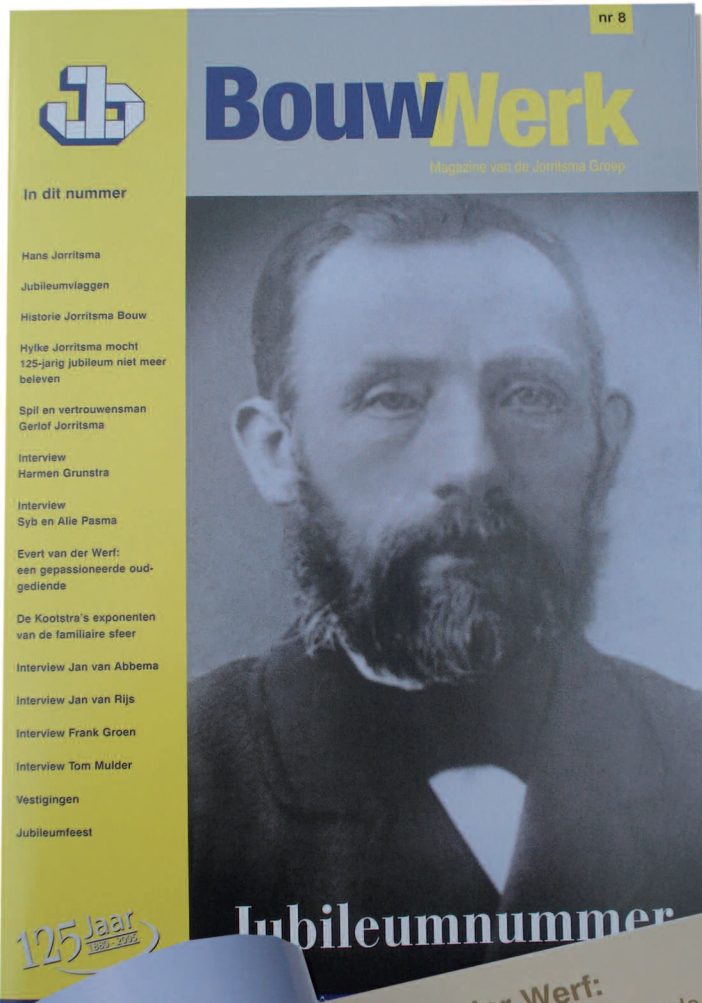 nr 8
jb
BouwWerk
Magazine van de Jorritsma Groep
In dit nummer
Hans Jorritsma
Jubileumvlaggen
Historie Jorritsma Bouw
Hylke Jorritsma mocht
125-jarig jubileum niet meer
beleven
Spil en vertrouwensman
Gerlof Jorritsma
Interview
Harmen Grunstra
Interview
Syb en Alie Pasma
Evert van der Werf:
een gepassioneerde oud-
gediende
De Kootstra's exponenten
van de familiaire sfeer
Interview Jan van Abbema
Interview Jan van Rijs
Interview Frank Groen
Interview Tom Mulder
Vestigingen
Jubileumfeest
125 Jaar
1880 - 2005
Jubileumnummer
Werf: